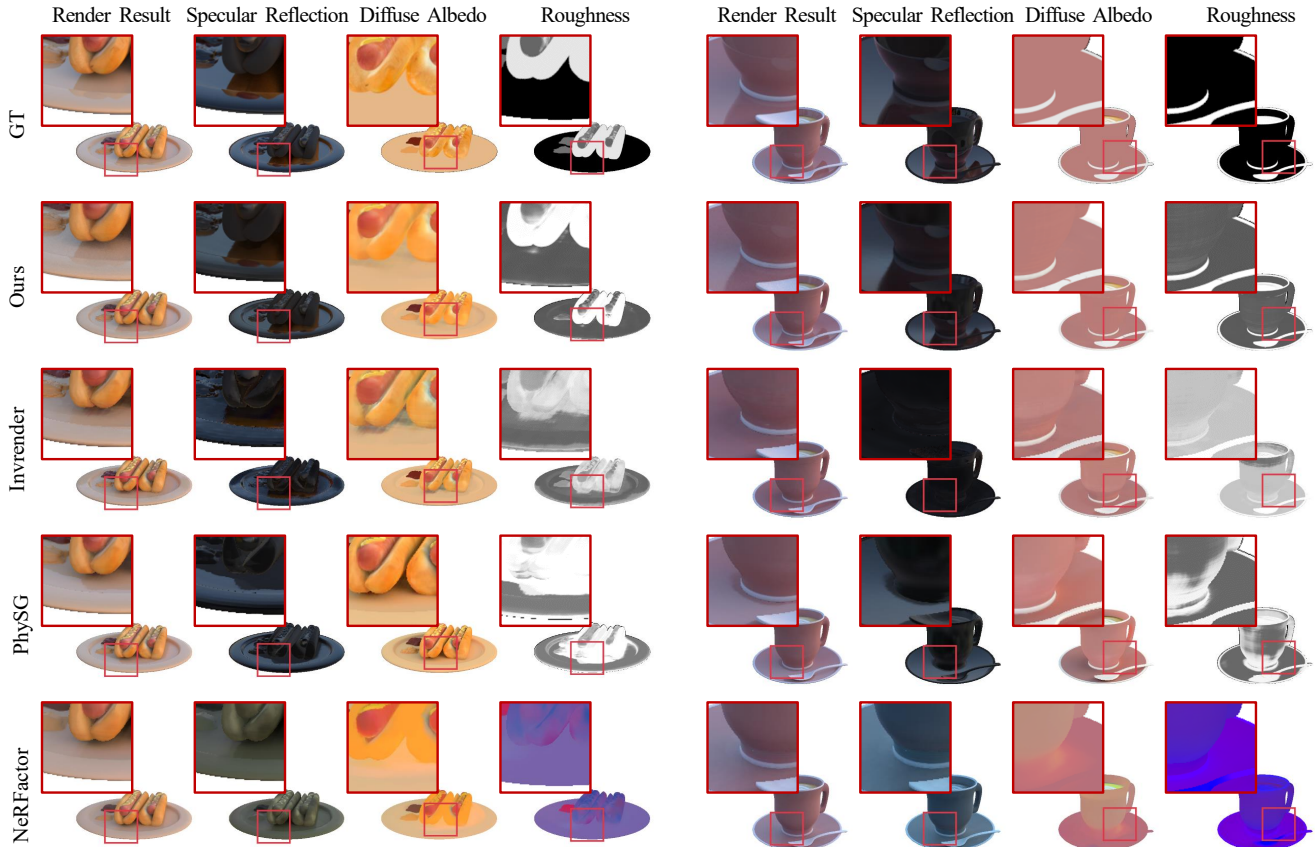 Render Result Specular Reflection Diffuse Albedo Roughness Render Result Specular Reflection Diffuse Albedo Roughness
GT
Ours
Invrender
PhySG
NeRFactor